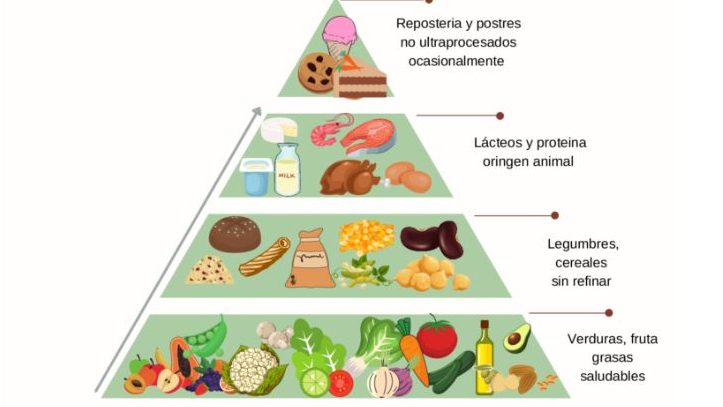 Reposteria y postres
no ultraprocesados
ocasionalmente
Lácteos y proteina
oringen animal
MILK
Legumbres,
cereales
sin refinar
Verduras, fruta
grasas
saludables